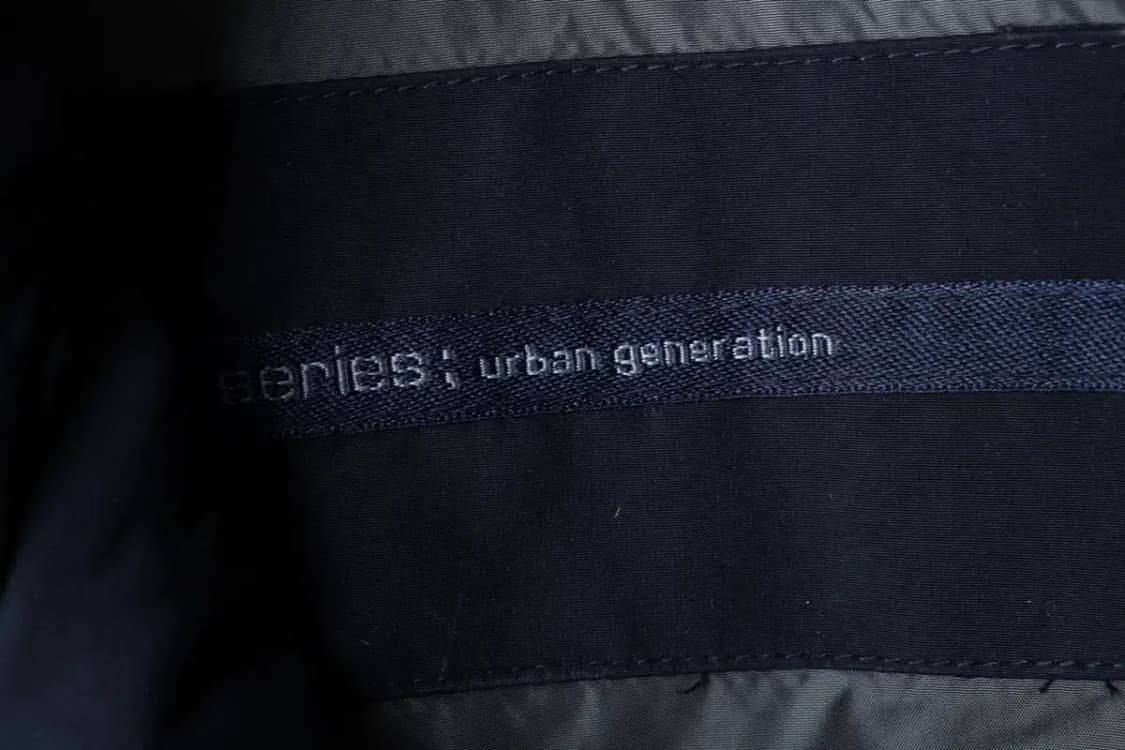 series; urban generation